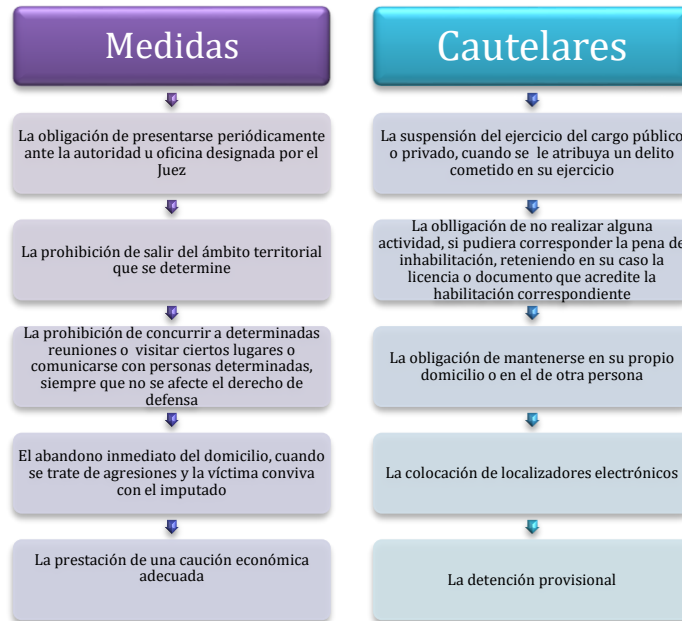 Medidas
La obligación de presentarse periódicamente
ante la autoridad u oficina designada por el
Juez
La prohibición de salir del ámbito territorial
que se determine
La prohibición de concurrir a determinadas
reuniones o visitar ciertos lugares o
comunicarse con personas determinadas,
siempre que no se afecte el derecho de
defensa
El abandono inmediato del domicilio, cuando
se trate de agresiones y la víctima conviva
con el imputado
La prestación de una caución económica
adecuada
Cautelares
La suspensión del ejercicio del cargo público
o privado, cuando se le atribuya un delito
cometido en su ejercicio
La oblligación de no realizar alguna
actividad, si pudiera corresponder la pena de
inhabilitación, reteniendo en su caso la
licencia o documento que acredite la
habilitación correspondiente
La obligación de mantenerse en su propio
domicilio o en el de otra persona
La colocación de localizadores electrónicos
La detención provisional